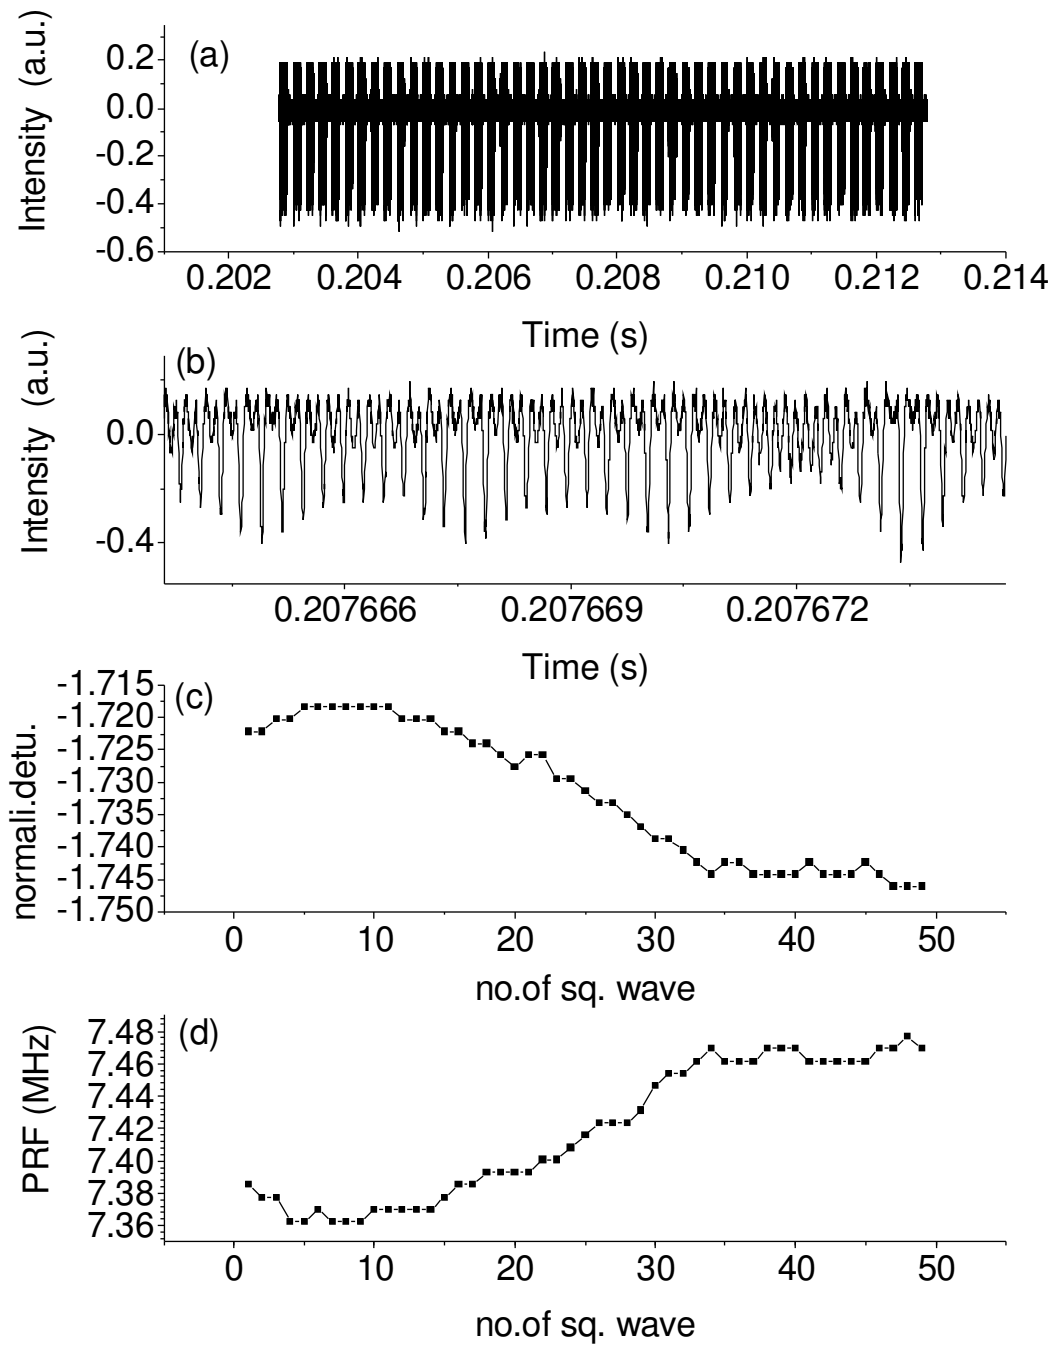 (a)
Intensity (a.u.)
0.2
0.0
-0.2
-0.4
-0.6
0.202 0.204 0.206 0.208 0.210 0.212 0.214
Time (s)
(b)
Intensity (a.u.)
0.0
-0.4
0.207666 0.207669 0.207672
Time (s)
(c)
normali.detu.
-1.715
-1.720
-1.725
-1.730
-1.735
-1.740
-1.745
-1.750
0 10 20 30 40 50
no.of sq. wave
(d)
PRF (MHz)
7.48
7.46
7.44
7.42
7.40
7.38
7.36
0 10 20 30 40 50
no.of sq. wave